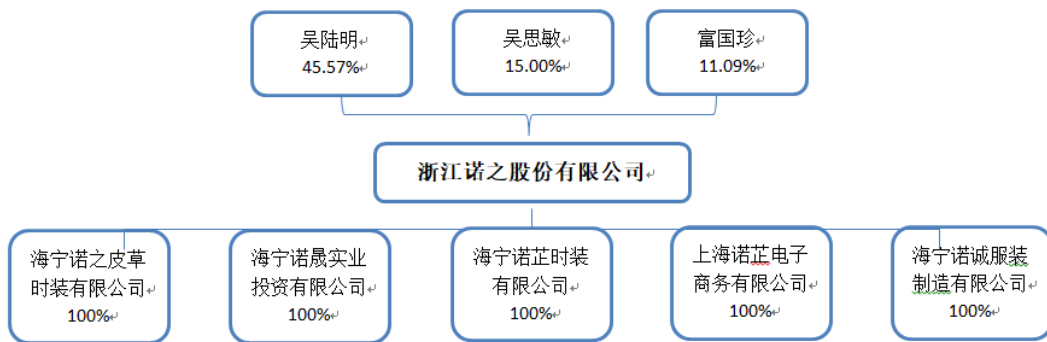 吴陆明
45.57%
吴思敏
15.00%
富国珍
11.09%
浙江诺之股份有限公司
海宁诺之皮草
时装有限公司
100%
海宁诺晟实业
投资有限公司
100%
海宁诺芷时装
有限公司
100%
上海诺芷电子
商务有限公司
100%
海宁诺诚服装
制造有限公司
100%